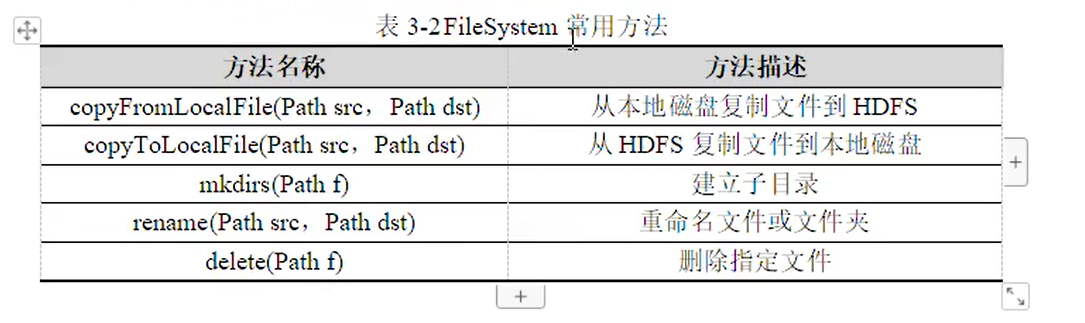 表 3-2FileSystem 常用方法
方法名称 方法描述
copyFromLocalFile(Path src，Path dst) 从本地磁盘复制文件到 HDFS
copyToLocalFile(Path src，Path dst) 从 HDFS 复制文件到本地磁盘
mkdirs(Path f) 建立子目录
rename(Path src，Path dst) 重命名文件或文件夹
delete(Path f) 删除指定文件